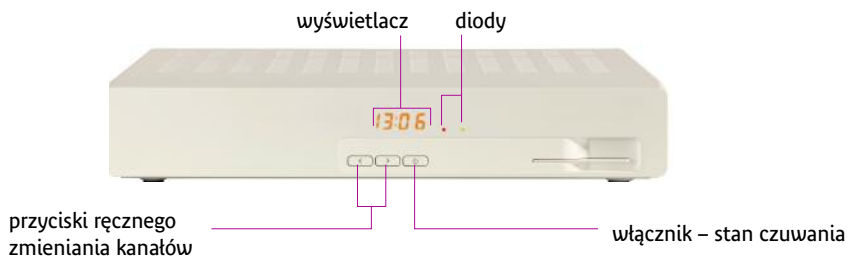 wyświetlacz
diody
13:06
przyciski ręcznego
zmieniania kanałów
włącznik – stan czuwania